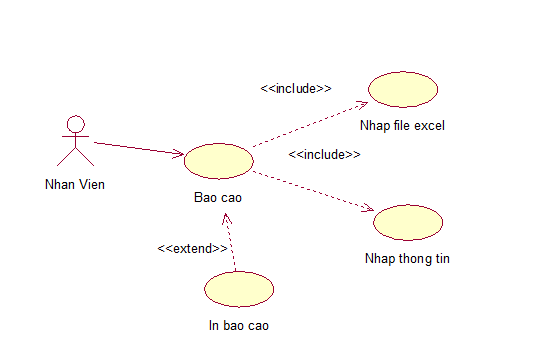 <<include>>
Nhap file excel
<<include>>
Nhan Vien
Bao cao
<<extend>>
Nhap thong tin
In bao cao